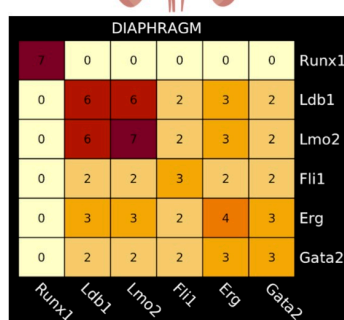 DIAPHRAGM
7 0 0 0 0 0 Runx1
0 6 6 2 3 2 Ldb1
0 6 7 2 3 2 Lmo2
0 2 2 3 2 2 Fli1
0 3 3 2 4 3 Erg
0 2 2 2 3 3 Gata2
Runx1 Ldb1 Lmo2 Fli1 Erg Gata2